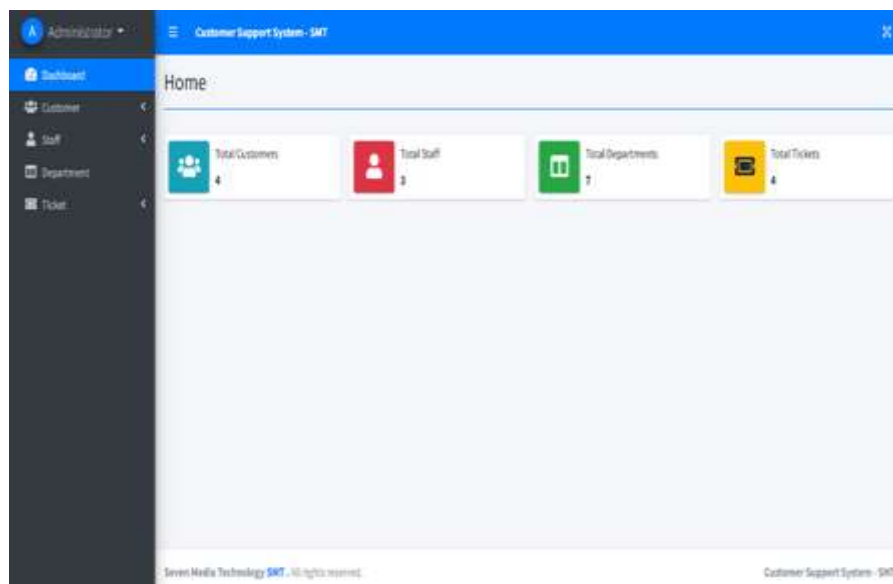 A Administrator
Customer Support System - SMT
Dashboard
Customer
Staff
Department
Ticket
Home
Total Customers
4
Total Staff
3
Total Departments
7
Total Tickets
4
Seven Media Technology SMT . All rights reserved.
Customer Support System - SMT